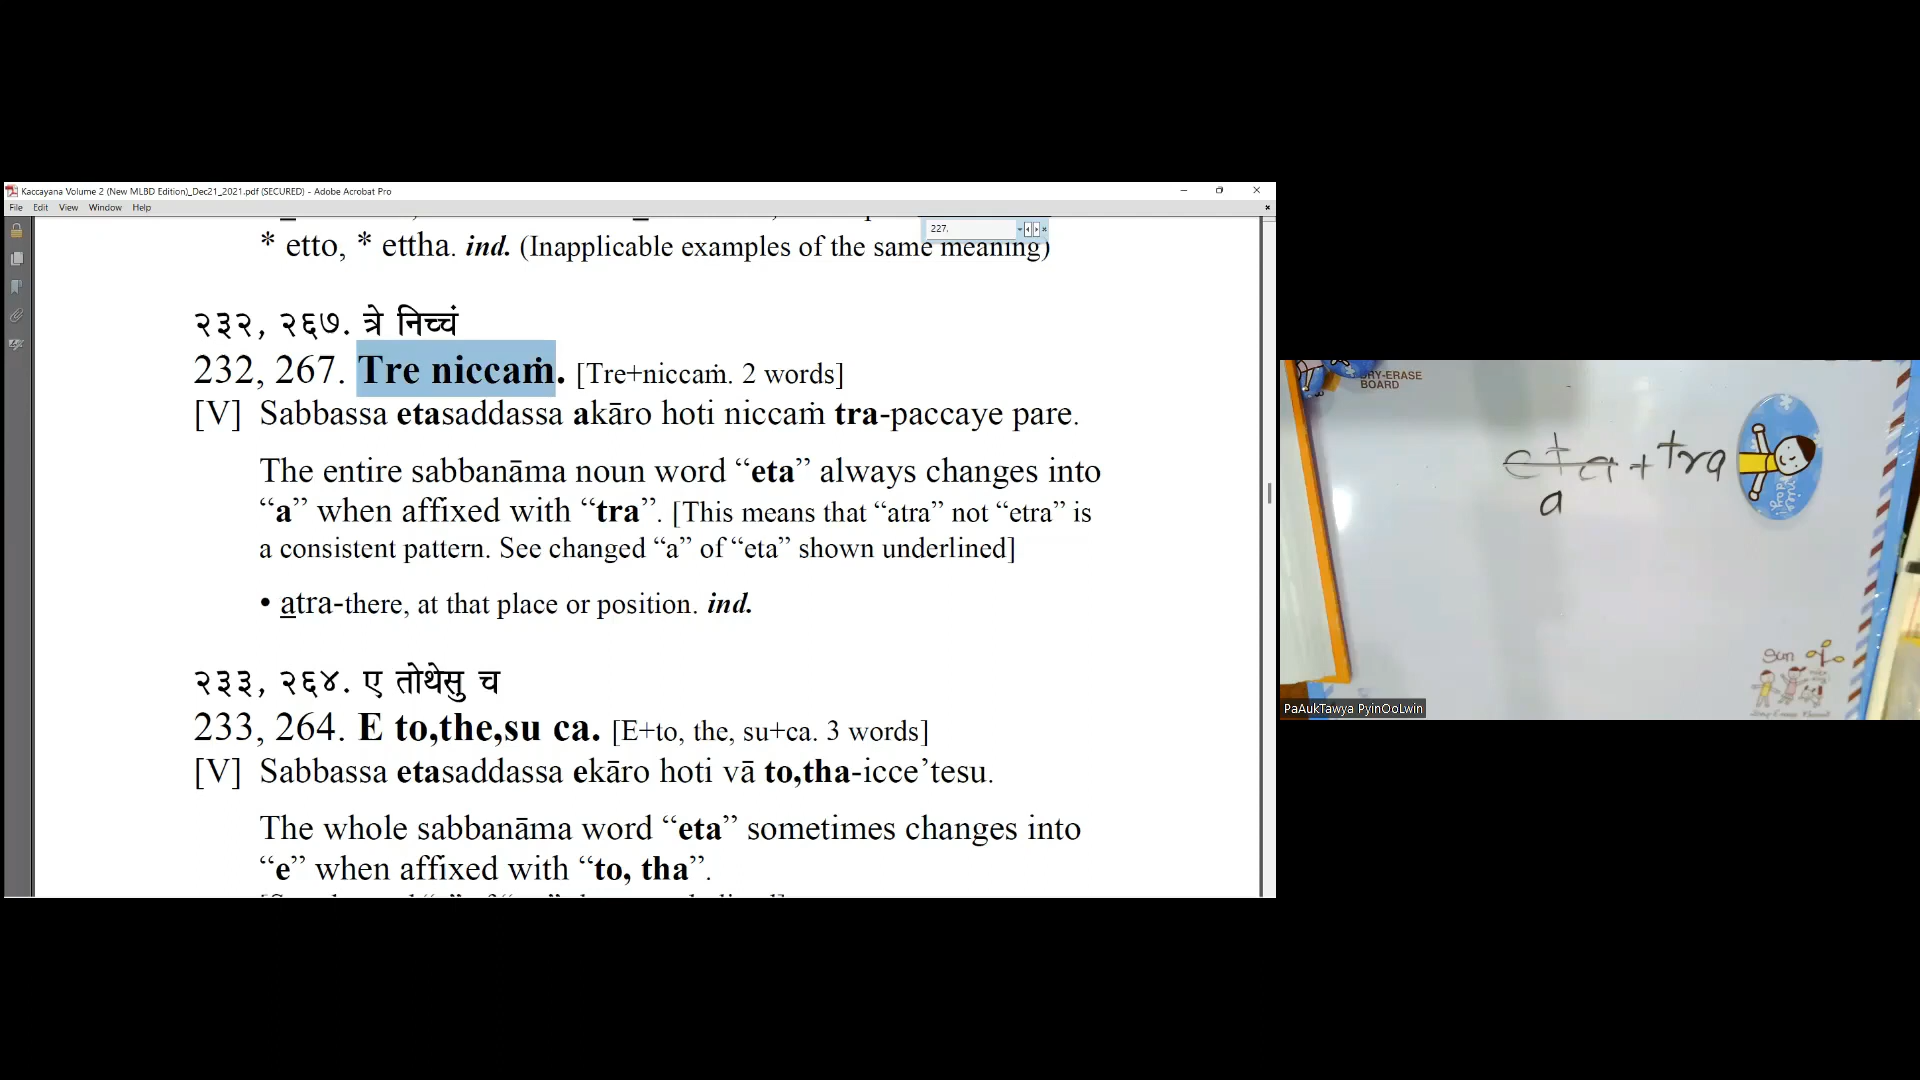 Kaccayana Volume 2 (New MLBD Edition)_Dec21_2021.pdf (SECURED) - Adobe Acrobat Pro
File Edit View Window Help
227.
* etto, * ettha. ind. (Inapplicable examples of the same meaning)
२३२, २६७. त्रे निच्चं
232, 267. Tre niccaṁ. [Tre+niccaṁ. 2 words]
[V] Sabbassa etasaddassa akāro hoti niccaṁ tra-paccaye pare.
The entire sabbanāma noun word “eta” always changes into
“a” when affixed with “tra”. [This means that “atra” not “etra” is
a consistent pattern. See changed “a” of “eta” shown underlined]
• atra-there, at that place or position. ind.
२३३, २६४. ए तोथेसु च
233, 264. E to,the,su ca. [E+to, the, su+ca. 3 words]
[V] Sabbassa etasaddassa ekāro hoti vā to,tha-icce’tesu.
The whole sabbanāma word “eta” sometimes changes into
“e” when affixed with “to, tha”.
DRY-ERASE
BOARD
eta + tra
a
nice
day!
Sun
PaAukTawya PyinOoLwin